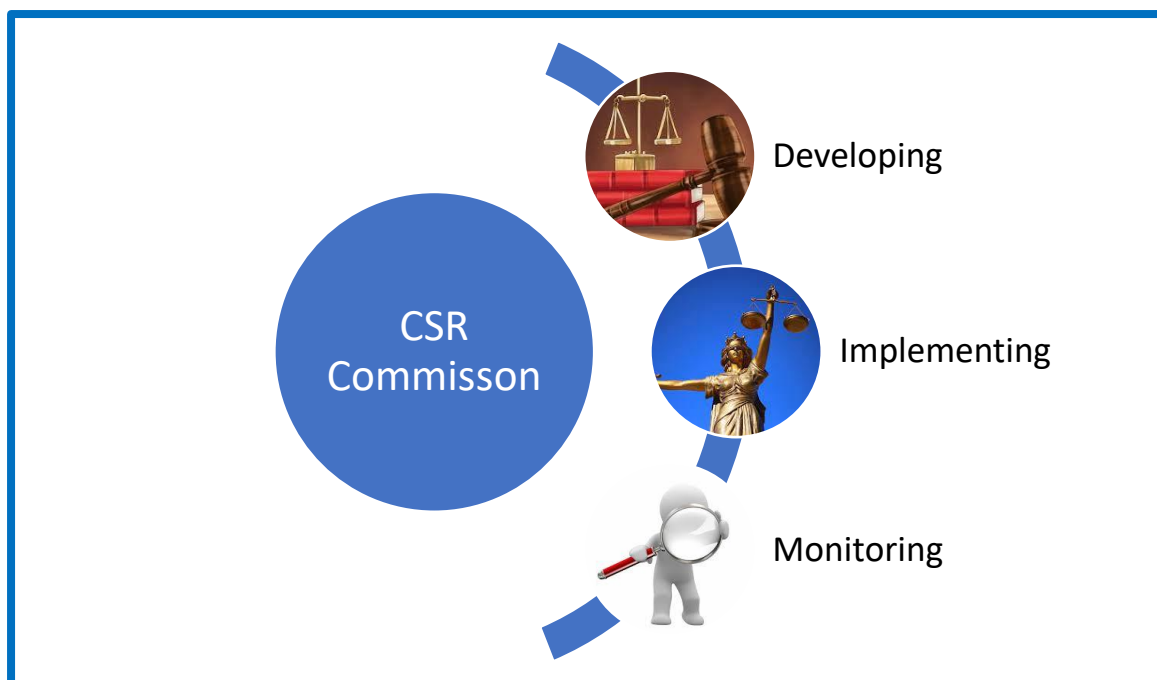 CSR
Commisson
Developing
Implementing
Monitoring